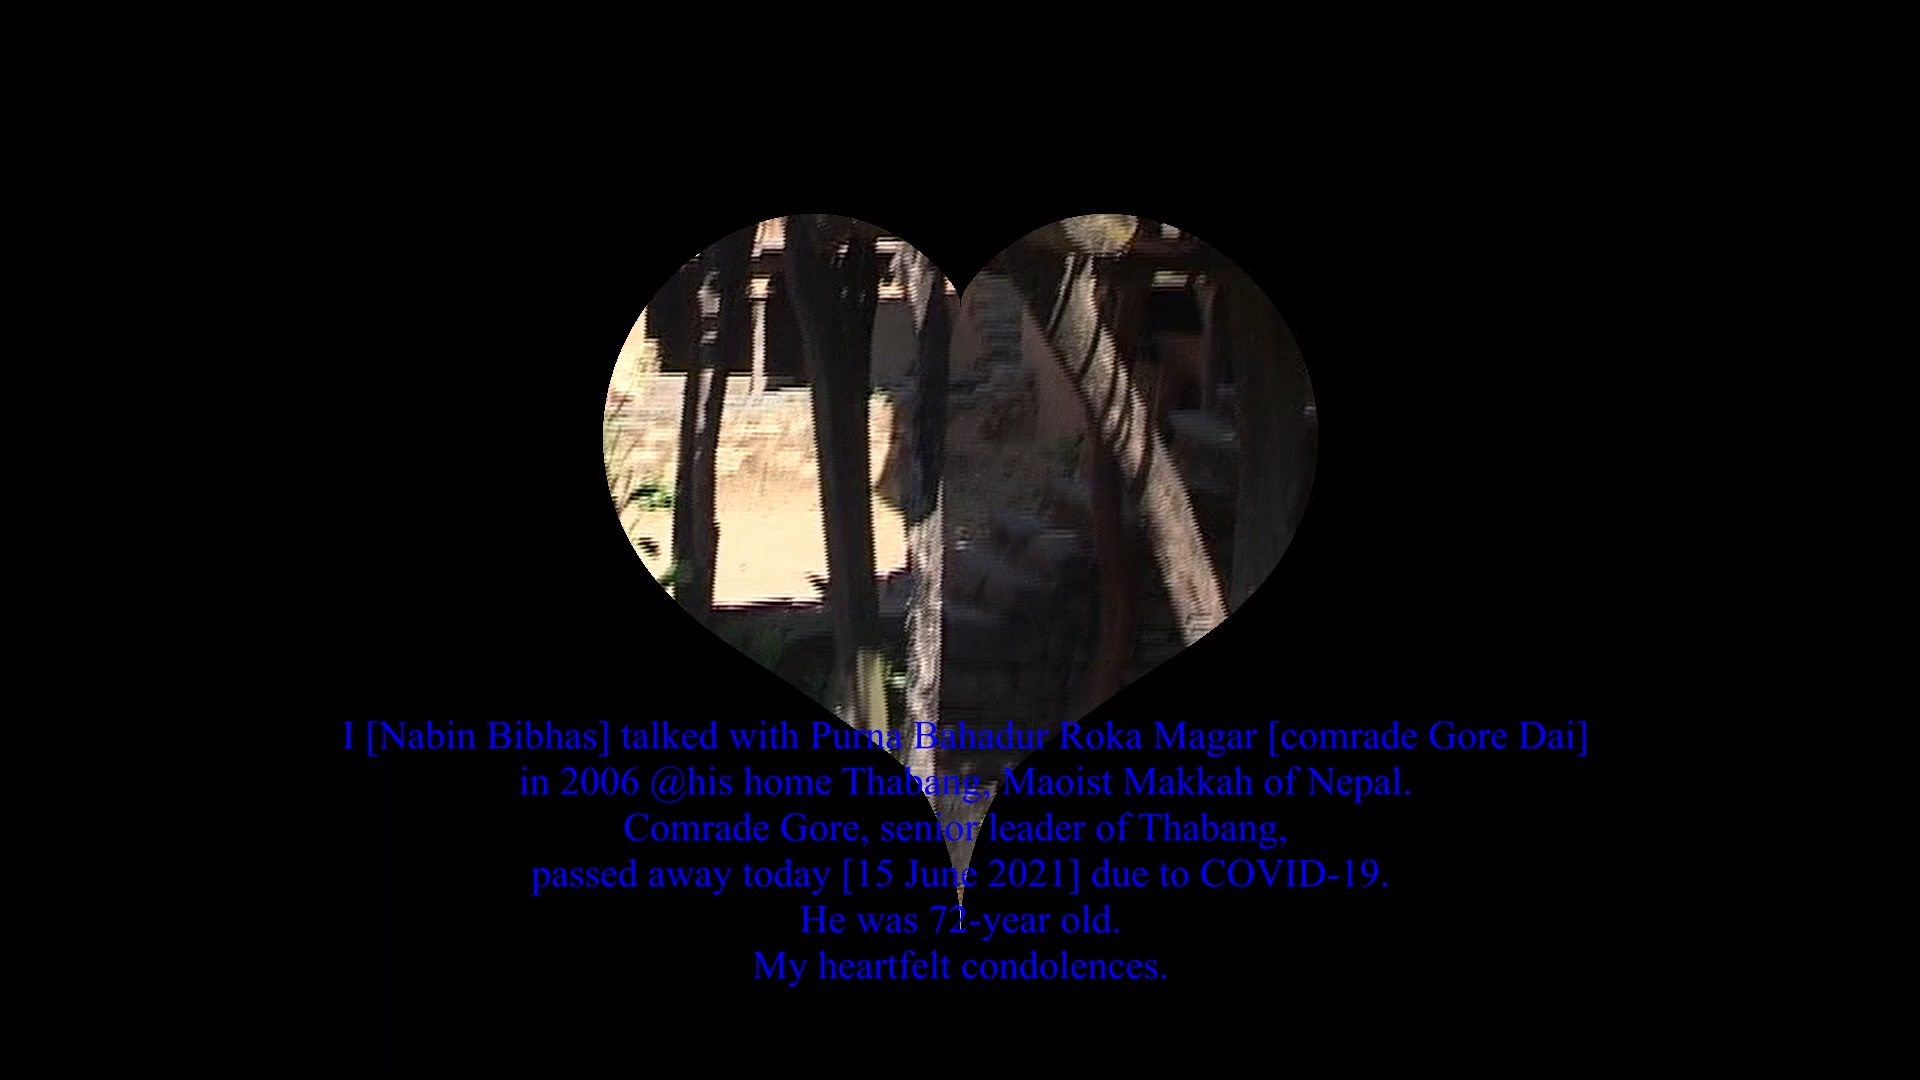 I [Nabin Bibhas] talked with Purna Bahadur Roka Magar [comrade Gore Dai]
in 2006 @his home Thabang, Maoist Makkah of Nepal.
Comrade Gore, senior leader of Thabang,
passed away today [15 June 2021] due to COVID-19.
He was 72-year old.
My heartfelt condolences.